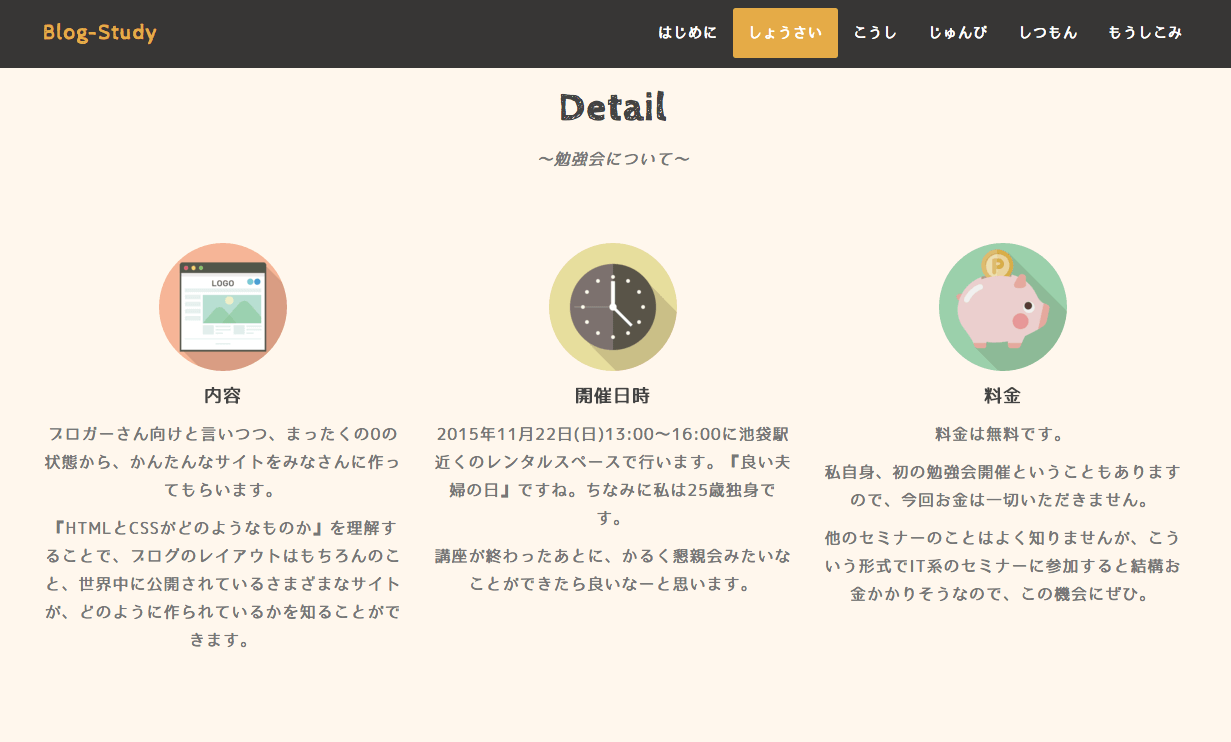 Blog-Study
はじめに しょうさい こうし じゅんび しつもん もうしこみ
Detail
〜勉強会について〜
LOGO
P
内容
ブロガーさん向けと言いつつ、まったくの0の
状態から、かんたんなサイトをみなさんに作っ
てもらいます。
『HTMLとCSSがどのようなものか』を理解す
ることで、ブログのレイアウトはもちろんのこ
と、世界中に公開されているさまざまなサイト
が、どのように作られているかを知ることがで
きます。
開催日時
2015年11月22日(日)13:00〜16:00に池袋駅
近くのレンタルスペースで行います。『良い夫
婦の日』ですね。ちなみに私は25歳独身で
す。
講座が終わったあとに、かるく懇親会みたいな
ことができたら良いなーと思います。
料金
料金は無料です。
私自身、初の勉強会開催ということもあります
ので、今回お金は一切いただきません。
他のセミナーのことはよく知りませんが、こう
いう形式でIT系のセミナーに参加すると結構お
金かかりそうなので、この機会にぜひ。